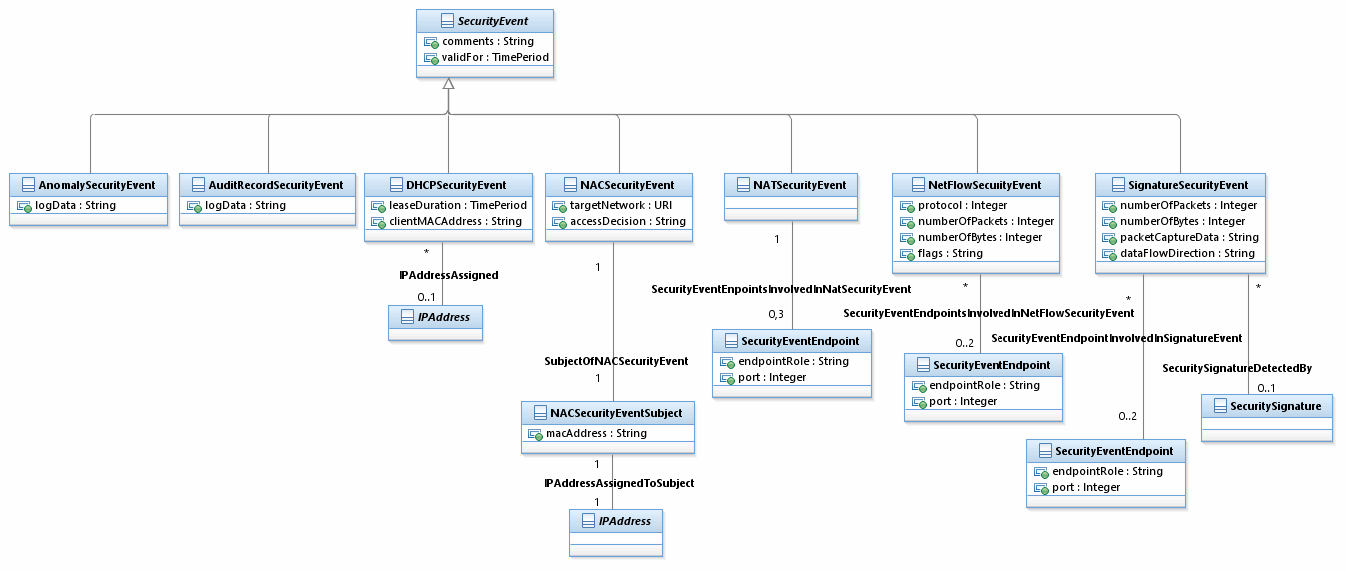 SecurityEvent
comments : String
validFor : TimePeriod
AnomalySecurityEvent
logData : String
AuditRecordSecurityEvent
logData : String
DHCPSecurityEvent
leaseDuration : TimePeriod
clientMACAddress : String
NACSecurityEvent
targetNetwork : URI
accessDecision : String
NATSecurityEvent
NetFlowSecurityEvent
protocol : Integer
numberOfPackets : Integer
numberOfBytes : Integer
flags : String
SignatureSecurityEvent
numberOfPackets : Integer
numberOfBytes : Integer
packetCaptureData : String
dataFlowDirection : String
*
IPAddressAssigned
0..1
IPAddress
1
SubjectOfNACSecurityEvent
1
NACSecurityEventSubject
macAddress : String
1
IPAddressAssignedToSubject
1
IPAddress
1
SecurityEventEnpointsInvolvedInNatSecurityEvent
0,3
SecurityEventEndpoint
endpointRole : String
port : Integer
*
SecurityEventEndpointsInvolvedInNetFlowSecurityEvent
0..2
SecurityEventEndpoint
endpointRole : String
port : Integer
*
SecurityEventEndpointInvolvedInSignatureEvent
0..2
SecurityEventEndpoint
endpointRole : String
port : Integer
*
SecuritySignatureDetectedBy
0..1
SecuritySignature